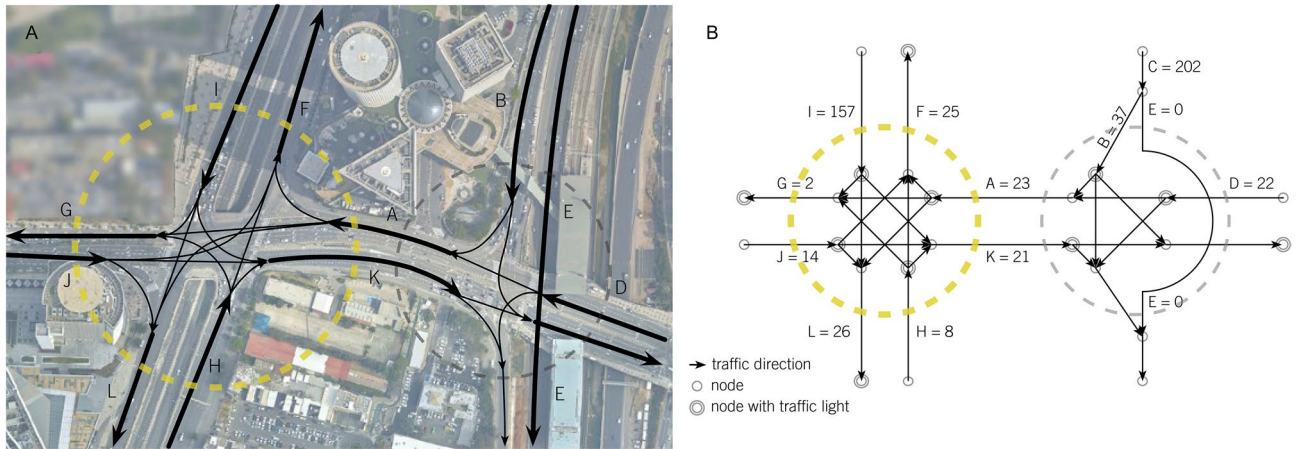 A
I
F
B
G
A
E
J
K
D
H
L
E
B
C = 202
I = 157
F = 25
B = 37
E = 0
G = 2
A = 23
D = 22
J = 14
K = 21
L = 26
H = 8
E = 0
traffic direction
node
node with traffic light